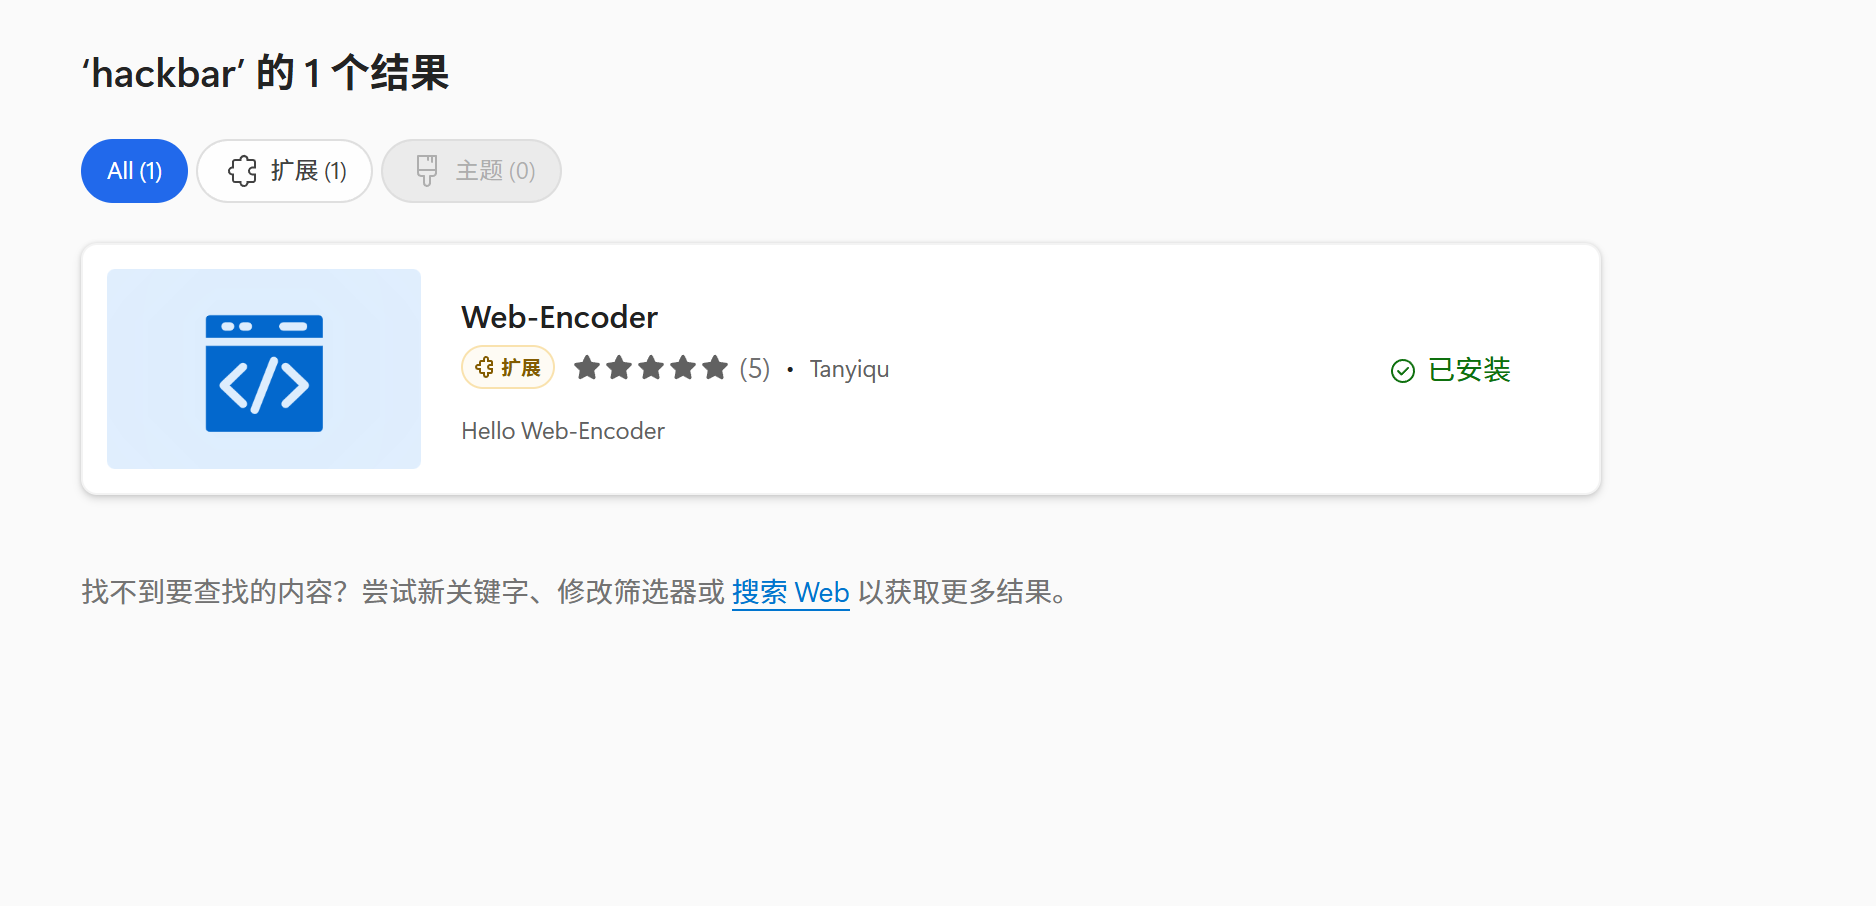 ‘hackbar’ 的 1 个结果
All (1) 扩展 (1) 主题 (0)
Web-Encoder
扩展 (5) • Tanyiqu
已安装
Hello Web-Encoder
找不到要查找的内容？尝试新关键字、修改筛选器或 搜索 Web 以获取更多结果。